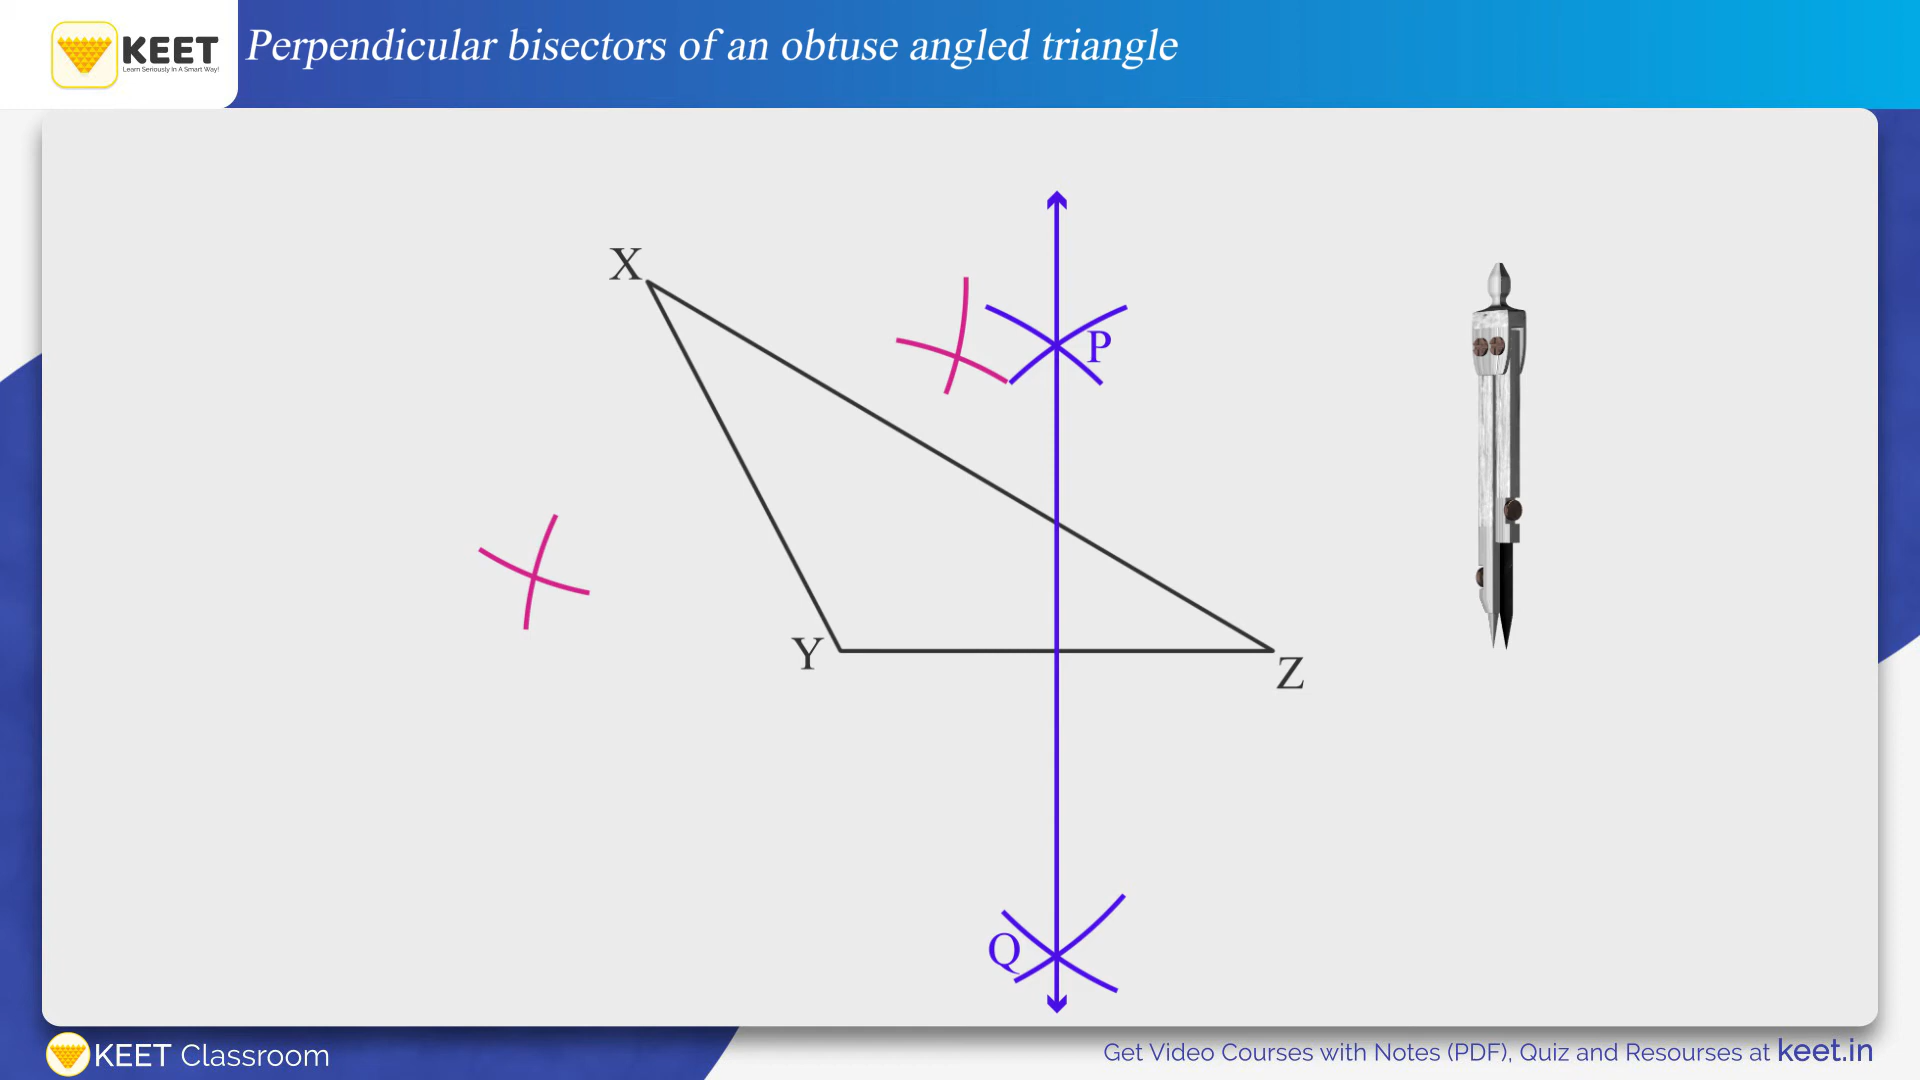 KEET
Learn Seriously In A Smart Way!
Perpendicular bisectors of an obtuse angled triangle
X
P
Y
Z
Q
KEET Classroom
Get Video Courses with Notes (PDF), Quiz and Resourses at keet.in